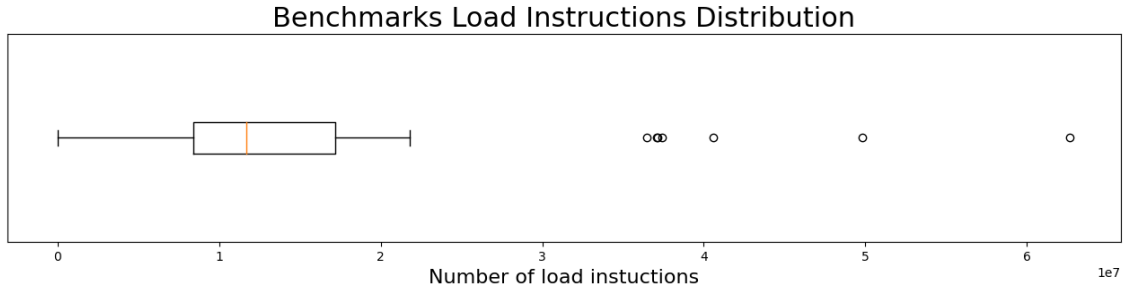 Benchmarks Load Instructions Distribution
0 1 2 3 4 5 6
1e7
Number of load instuctions